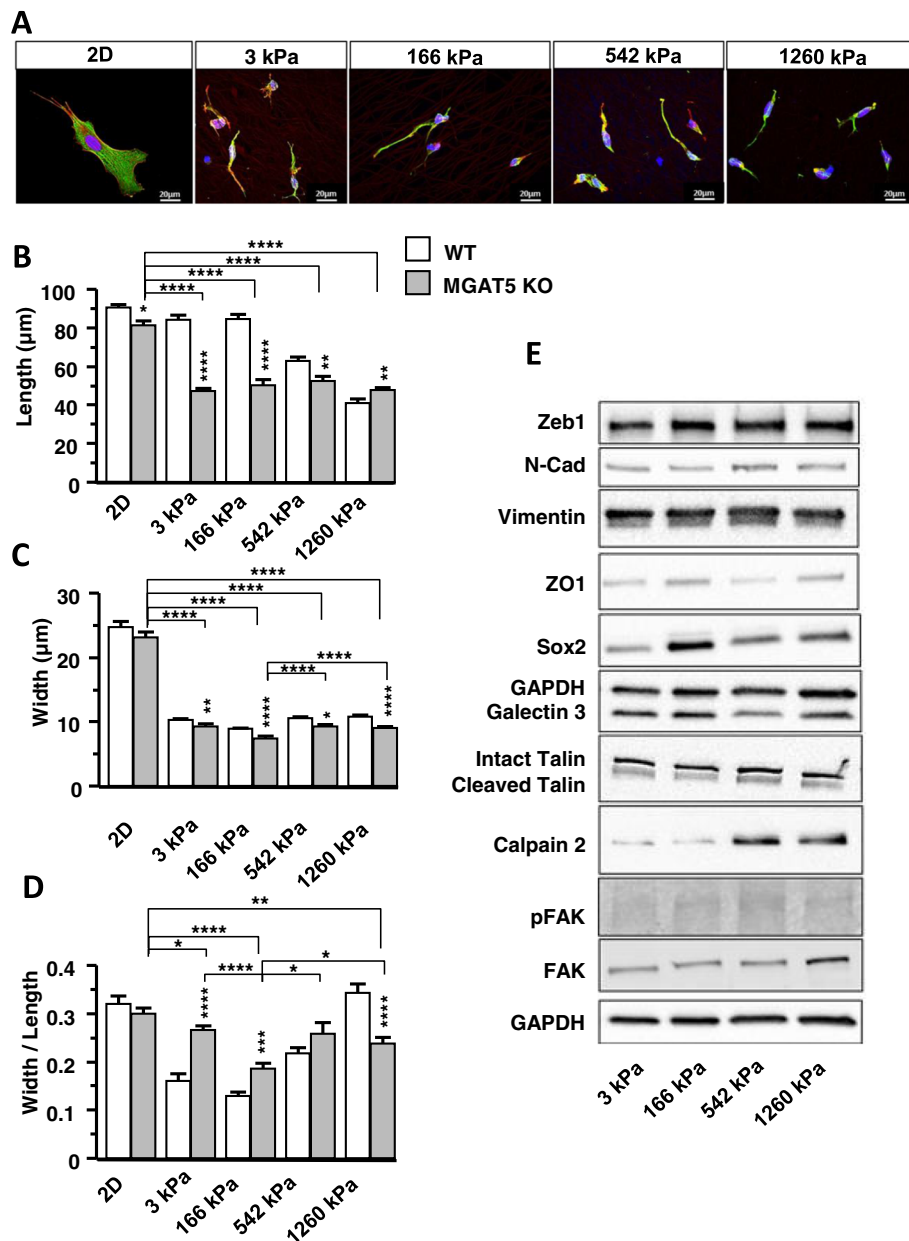 A
2D 3 kPa 166 kPa 542 kPa 1260 kPa
20µm 20µm 20µm 20µm 20µm
B
WT
MGAT5 KO
****
****
****
****
* **** **** ** **
Length (µm)
100
80
60
40
20
0
2D 3 kPa 166 kPa 542 kPa 1260 kPa
C
****
****
****
****
****
****
** **** * ****
Width (µm)
30
20
10
0
2D 3 kPa 166 kPa 542 kPa 1260 kPa
D
**
****
*
*
**** *
**** *** ****
Width / Length
0.4
0.3
0.2
0.1
0
2D 3 kPa 166 kPa 542 kPa 1260 kPa
E
Zeb1
N-Cad
Vimentin
ZO1
Sox2
GAPDH
Galectin 3
Intact Talin
Cleaved Talin
Calpain 2
pFAK
FAK
GAPDH
3 kPa 166 kPa 542 kPa 1260 kPa